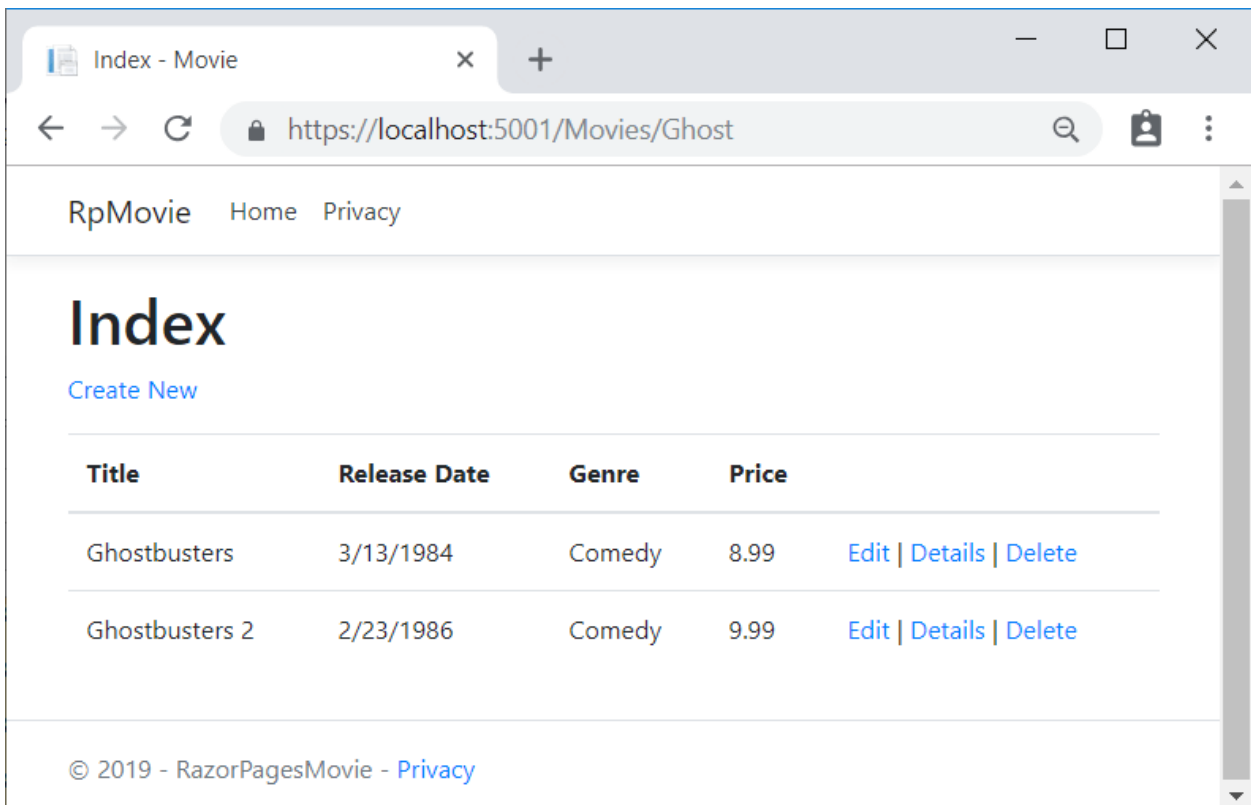 Index - Movie
https://localhost:5001/Movies/Ghost
RpMovie Home Privacy
Index
Create New
Title Release Date Genre Price
Ghostbusters 3/13/1984 Comedy 8.99 Edit | Details | Delete
Ghostbusters 2 2/23/1986 Comedy 9.99 Edit | Details | Delete
© 2019 - RazorPagesMovie - Privacy